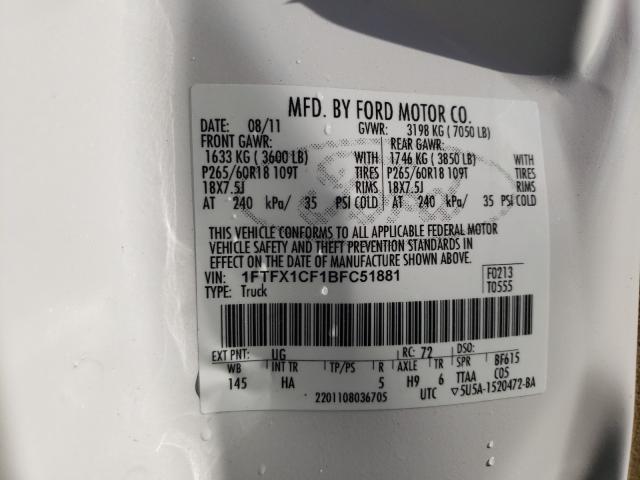 MFD. BY FORD MOTOR CO.
DATE: 08/11 GVWR: 3198 KG ( 7050 LB)
FRONT GAWR: REAR GAWR:
1633 KG ( 3600 LB) WITH 1746 KG ( 3850 LB) WITH
P265/60R18 109T TIRES P265/60R18 109T TIRES
18X7.5J RIMS 18X7.5J RIMS
AT 240 kPa/ 35 PSI COLD AT 240 kPa/ 35 PSI COLD
THIS VEHICLE CONFORMS TO ALL APPLICABLE FEDERAL MOTOR
VEHICLE SAFETY AND THEFT PREVENTION STANDARDS IN
EFFECT ON THE DATE OF MANUFACTURE SHOWN ABOVE.
VIN: 1FTFX1CF1BFC51881 F0213
TYPE: Truck T0555
EXT PNT: UG RC: 72 DSO:
WB INT TR TP/PS R AXLE TR SPR BF615
145 HA 5 H9 6 TTAA C05
2201108036705 UTC ▽5U5A-1520472-BA